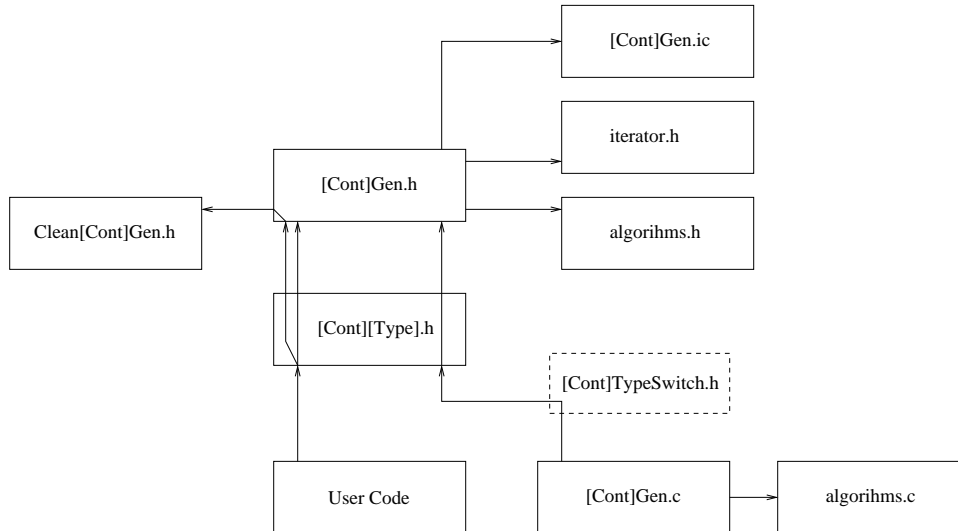 [Cont]Gen.ic
iterator.h
[Cont]Gen.h
Clean[Cont]Gen.h
algorihms.h
[Cont][Type].h
[Cont]TypeSwitch.h
User Code
[Cont]Gen.c
algorihms.c